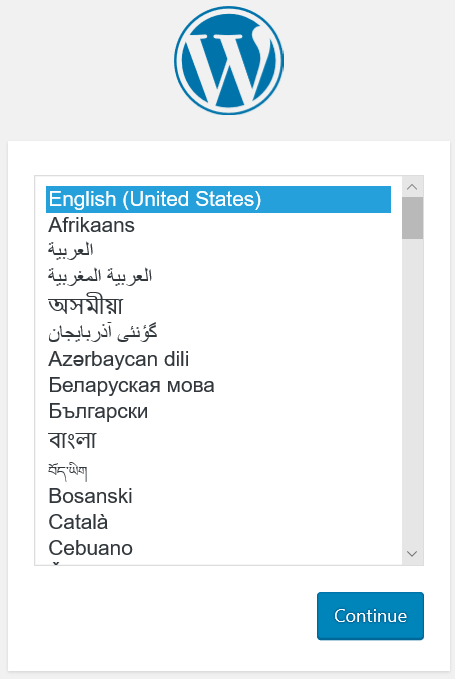 English (United States)
Afrikaans
العربية
العربية المغربية
অসমীয়া
گؤنئی آذربایجان
Azərbaycan dili
Беларуская мова
Български
বাংলা
བོད་ཡིག
Bosanski
Català
Cebuano
Continue